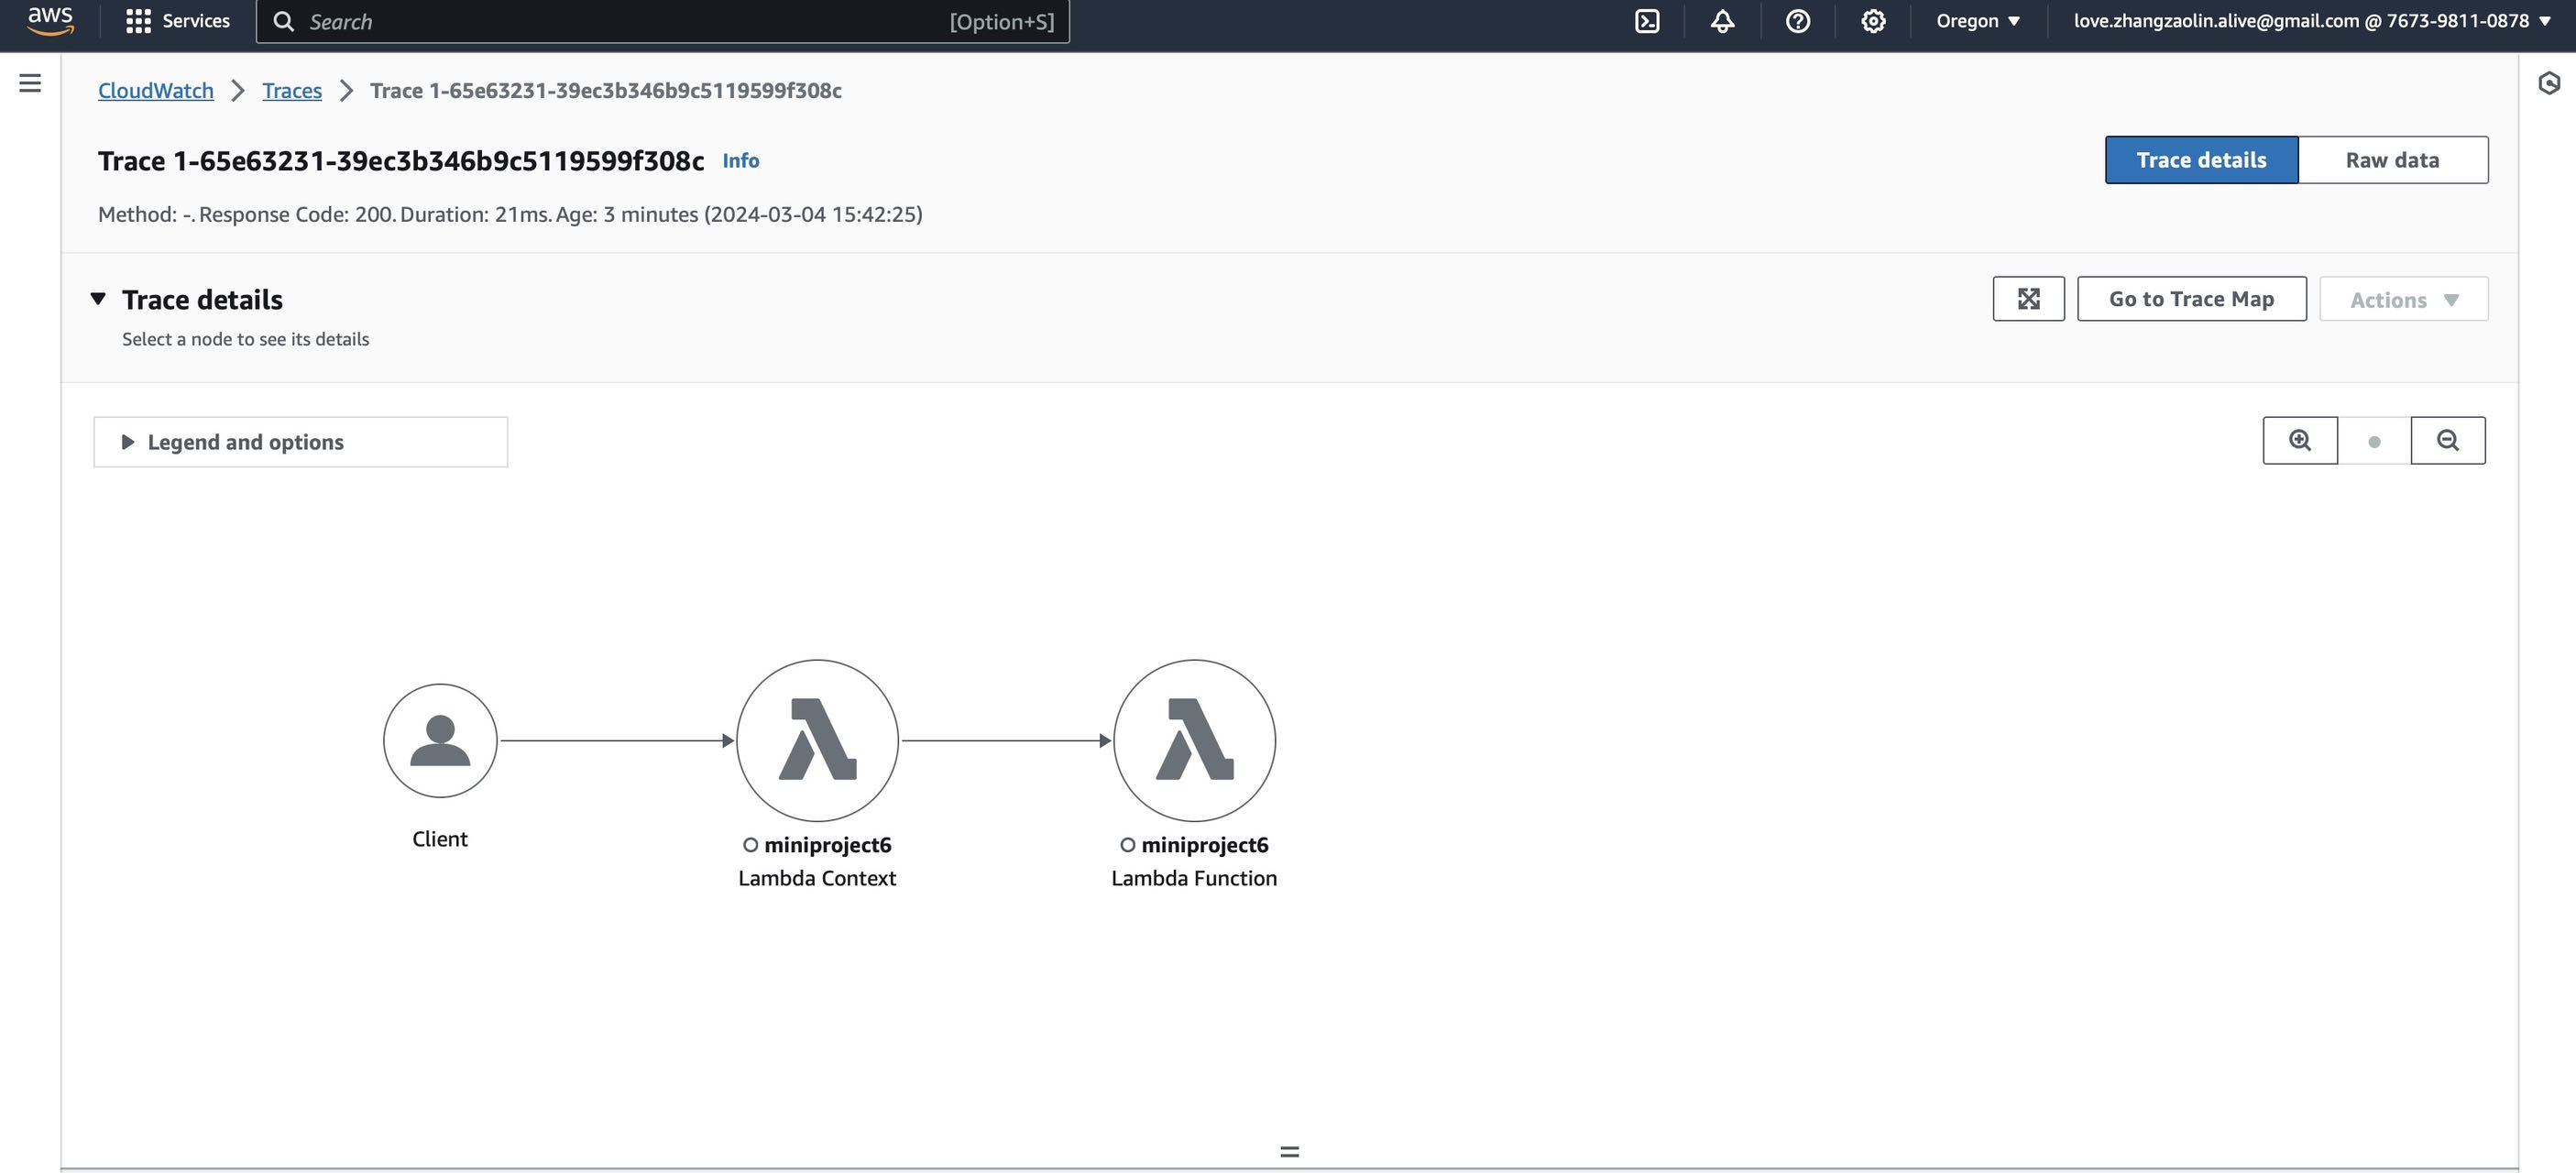 aws Services Search [Option+S] Oregon love.zhangzaolin.alive@gmail.com @ 7673-9811-0878
CloudWatch Traces Trace 1-65e63231-39ec3b346b9c5119599f308c
Trace 1-65e63231-39ec3b346b9c5119599f308c Info Trace details Raw data
Method: -. Response Code: 200. Duration: 21ms. Age: 3 minutes (2024-03-04 15:42:25)
Trace details Go to Trace Map Actions
Select a node to see its details
Legend and options
Client miniproject6 miniproject6
Lambda Context Lambda Function